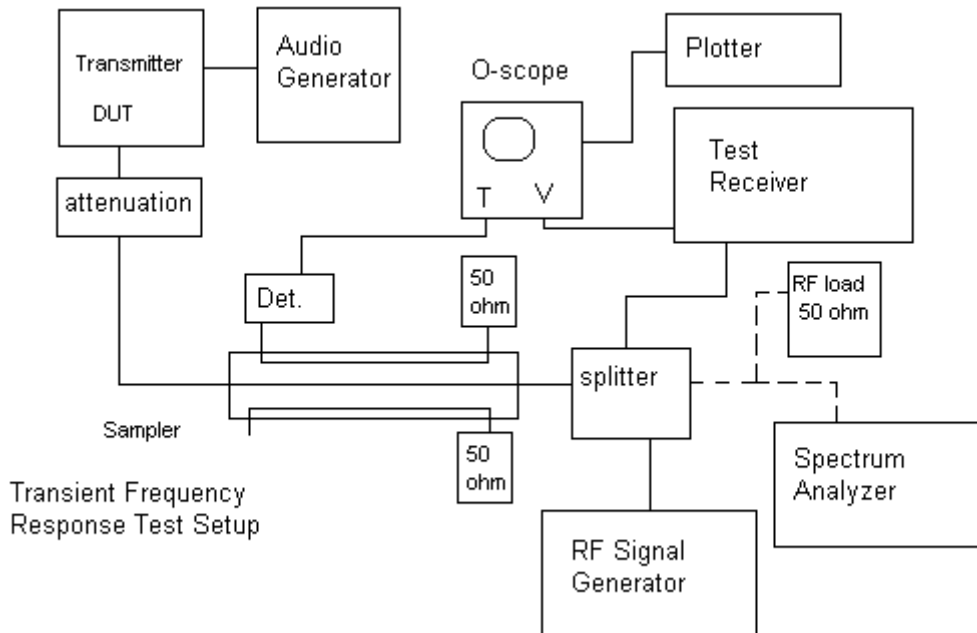 Transmitter
DUT
Audio
Generator
O-scope
T V
Plotter
Test
Receiver
attenuation
Det.
50
ohm
RF load
50 ohm
splitter
Sampler
50
ohm
Transient Frequency
Response Test Setup
RF Signal
Generator
Spectrum
Analyzer